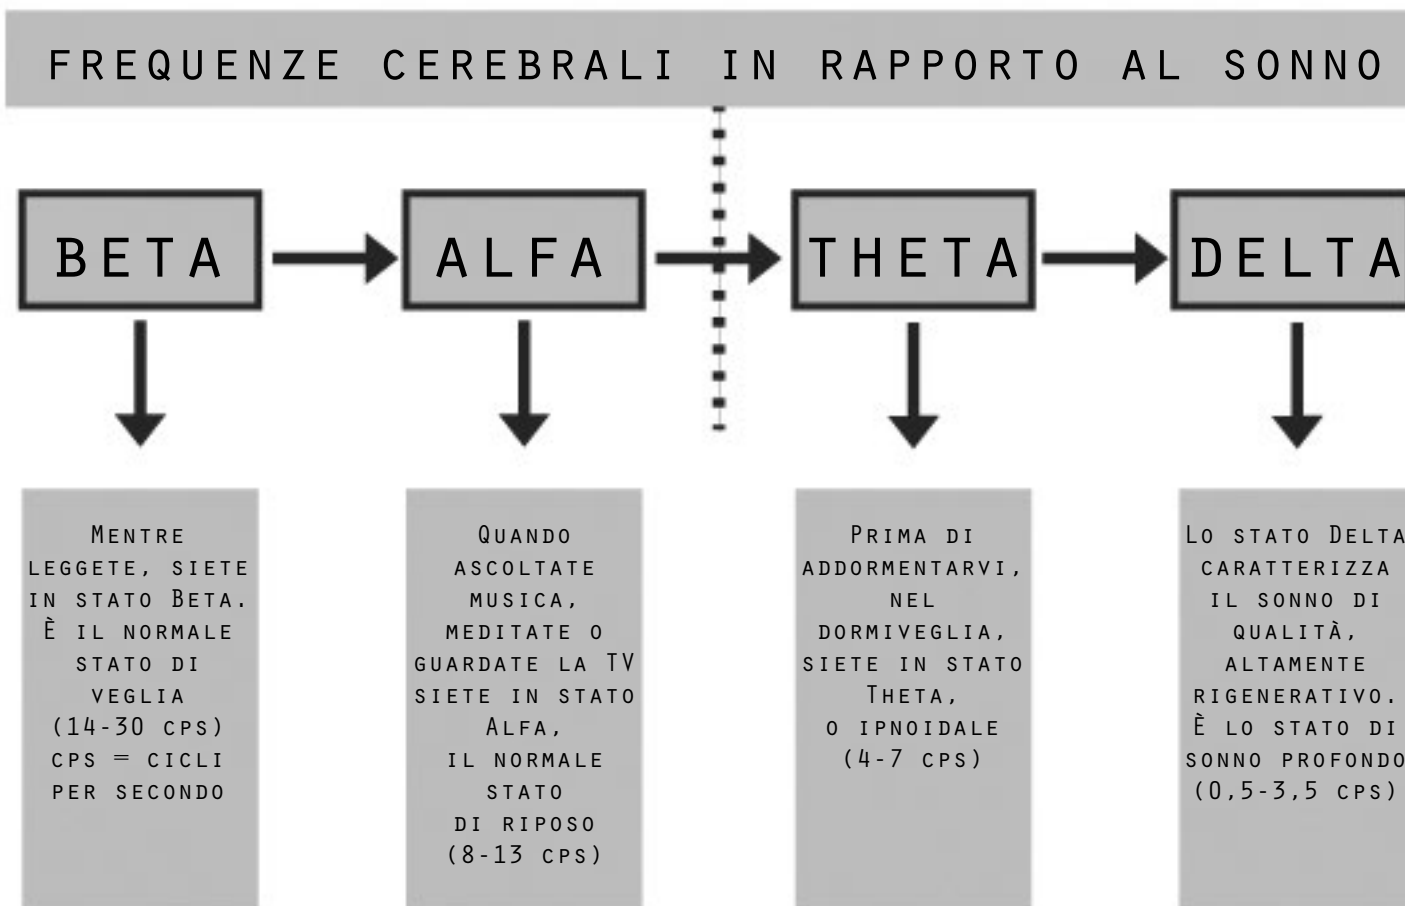 FREQUENZE CEREBRALI IN RAPPORTO AL SONNO
BETA
ALFA
THETA
DELTA
MENTRE
LEGGETE, SIETE
IN STATO BETA.
È IL NORMALE
STATO DI
VEGLIA
(14-30 CPS)
CPS = CICLI
PER SECONDO
QUANDO
ASCOLTATE
MUSICA,
MEDITATE O
GUARDATE LA TV
SIETE IN STATO
ALFA,
IL NORMALE
STATO
DI RIPOSO
(8-13 CPS)
PRIMA DI
ADDORMENTARVI,
NEL
DORMIVEGLIA,
SIETE IN STATO
THETA,
O IPNOIDALE
(4-7 CPS)
LO STATO DELTA
CARATTERIZZA
IL SONNO DI
QUALITÀ,
ALTAMENTE
RIGENERATIVO.
È LO STATO DI
SONNO PROFONDO
(0,5-3,5 CPS)